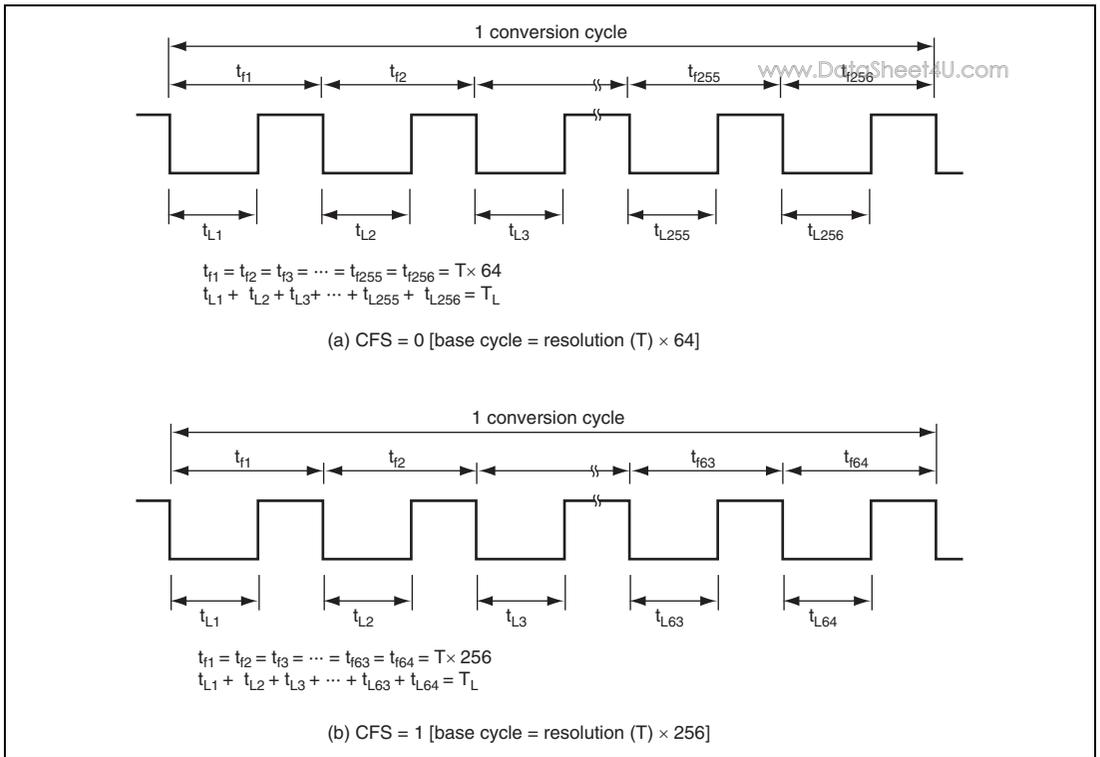 1 conversion cycle
www.DataSheet4U.com
tf1 tf2 tf255 tf256
tL1 tL2 tL3 tL255 tL256
tf1 = tf2 = tf3 = ··· = tf255 = tf256 = T× 64
tL1 + tL2 + tL3+ ··· + tL255 + tL256 = TL
(a) CFS = 0 [base cycle = resolution (T) × 64]
1 conversion cycle
tf1 tf2 tf63 tf64
tL1 tL2 tL3 tL63 tL64
tf1 = tf2 = tf3 = ··· = tf63 = tf64 = T× 256
tL1 + tL2 + tL3 + ··· + tL63 + tL64 = TL
(b) CFS = 1 [base cycle = resolution (T) × 256]